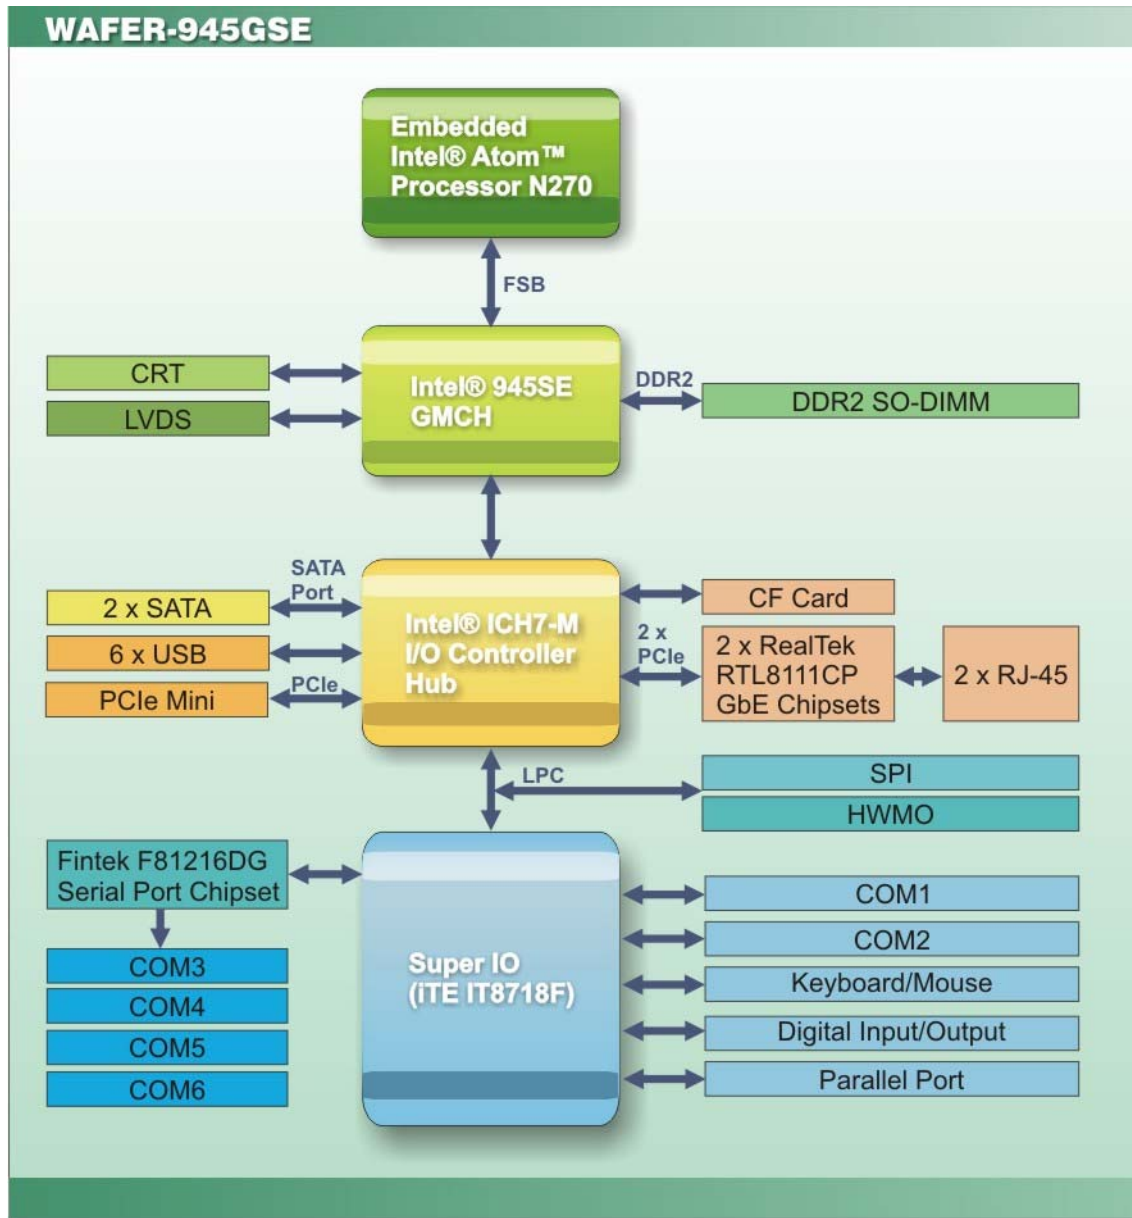 WAFER-945GSE
Embedded
Intel® Atom™
Processor N270
FSB
CRT
LVDS
Intel® 945SE
GMCH
DDR2
DDR2 SO-DIMM
SATA
Port
2 x SATA
6 x USB
PCIe
PCIe Mini
Intel® ICH7-M
I/O Controller
Hub
CF Card
2 x
PCIe
2 x RealTek
RTL8111CP
GbE Chipsets
2 x RJ-45
LPC
SPI
HWMO
Fintek F81216DG
Serial Port Chipset
COM3
COM4
COM5
COM6
Super IO
(iTE IT8718F)
COM1
COM2
Keyboard/Mouse
Digital Input/Output
Parallel Port